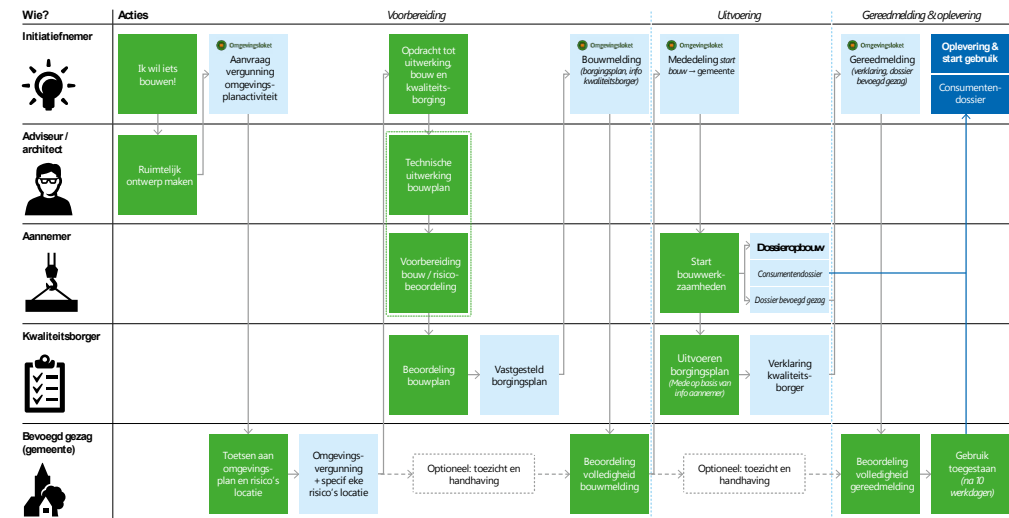 Wie?
Acties
Voorbereiding
Uitvoering
Gereedmelding & oplevering
Initiatiefnemer
Ik wil iets
bouwen!
Omgevingsloket
Aanvraag
vergunning
omgevings-
planactiviteit
Opdracht tot
uitwerking,
bouw en
kwaliteits-
borging
Omgevingsloket
Bouwmelding
(borgingsplan, info
kwaliteitsborger)
Omgevingsloket
Mededeling start
bouw → gemeente
Omgevingsloket
Gereedmelding
(verklaring, dossier
bevoegd gezag)
Oplevering &
start gebruik
Consumenten-
dossier
Adviseur /
architect
Ruimtelijk
ontwerp maken
Technische
uitwerking
bouwplan
Aannemer
Voorbereiding
bouw / risico-
beoordeling
Start
bouwwerk-
zaamheden
Dossieropbouw
Consumentendossier
Dossier bevoegd gezag
Kwaliteitsborger
Beoordeling
bouwplan
Vastgesteld
borgingsplan
Uitvoeren
borgingsplan
(Mede op basis van
info aannemer)
Verklaring
kwaliteits-
borger
Bevoegd gezag
(gemeente)
Toetsen aan
omgevings-
plan en risico's
locatie
Omgevings-
vergunning
+ specif eke
risico's locatie
Optioneel: toezicht en
handhaving
Beoordeling
volledigheid
bouwmelding
Optioneel: toezicht en
handhaving
Beoordeling
volledigheid
gereedmelding
Gebruik
toegestaan
(na 10
werkdagen)